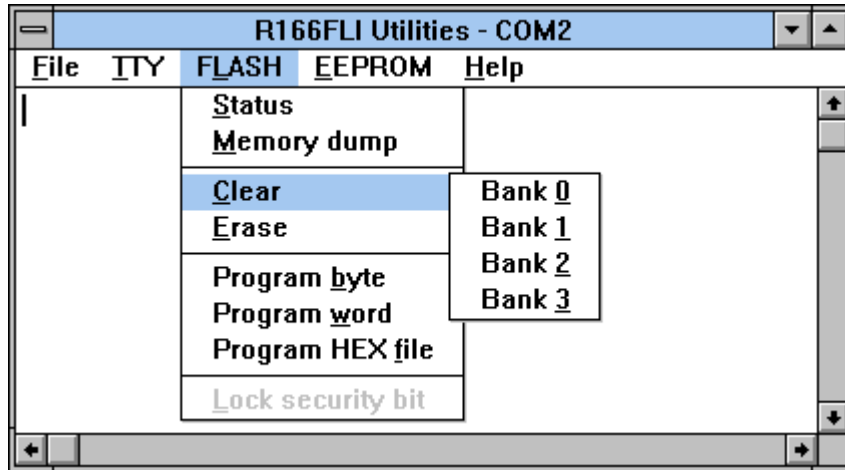 R166FLI Utilities - COM2
File TTY FLASH EEPROM Help
Status
Memory dump
Clear
Erase
Program byte
Program word
Program HEX file
Lock security bit
Bank 0
Bank 1
Bank 2
Bank 3